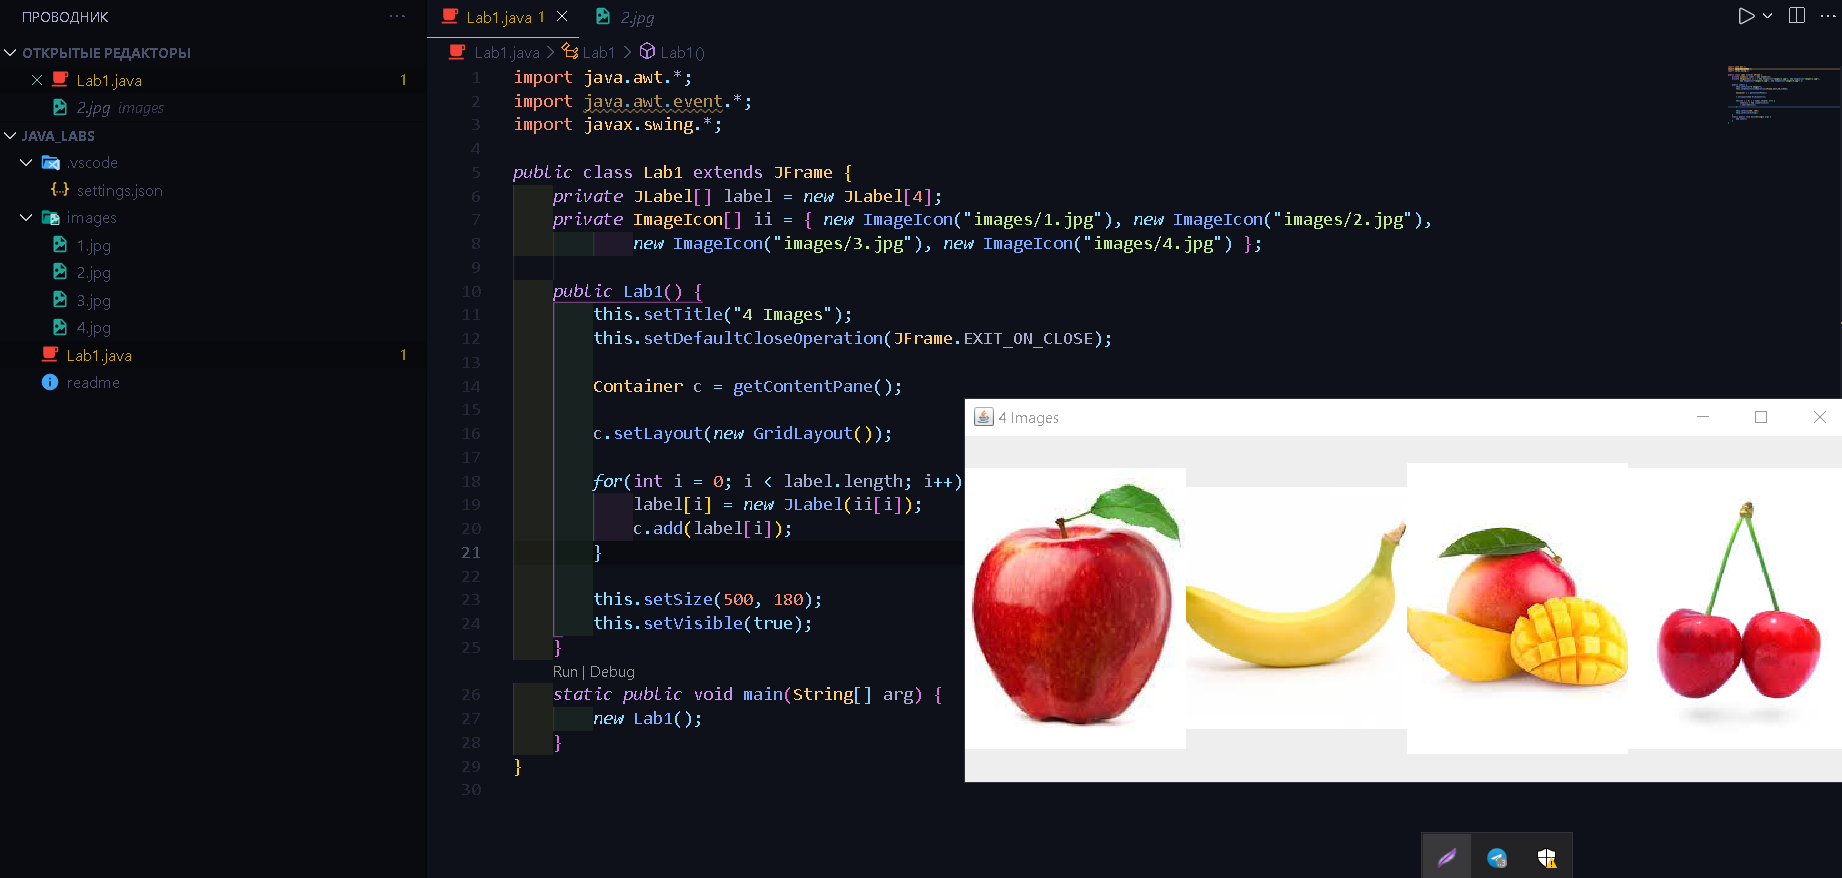 ПРОВОДНИК
ОТКРЫТЫЕ РЕДАКТОРЫ
Lab1.java 1
2.jpg images
JAVA_LABS
.vscode
settings.json
images
1.jpg
2.jpg
3.jpg
4.jpg
Lab1.java 1
readme
Lab1.java 1
2.jpg
Lab1.java > Lab1 > Lab1()
1 import java.awt.*;
2 import java.awt.event.*;
3 import javax.swing.*;
4
5 public class Lab1 extends JFrame {
6 private JLabel[] label = new JLabel[4];
7 private ImageIcon[] ii = { new ImageIcon("images/1.jpg"), new ImageIcon("images/2.jpg"),
8 new ImageIcon("images/3.jpg"), new ImageIcon("images/4.jpg") };
9
10 public Lab1() {
11 this.setTitle("4 Images");
12 this.setDefaultCloseOperation(JFrame.EXIT_ON_CLOSE);
13
14 Container c = getContentPane();
15
16 c.setLayout(new GridLayout());
17
18 for(int i = 0; i < label.length; i++)
19 label[i] = new JLabel(ii[i]);
20 c.add(label[i]);
21 }
22
23 this.setSize(500, 180);
24 this.setVisible(true);
25 }
Run | Debug
26 static public void main(String[] arg) {
27 new Lab1();
28 }
29 }
30
4 Images